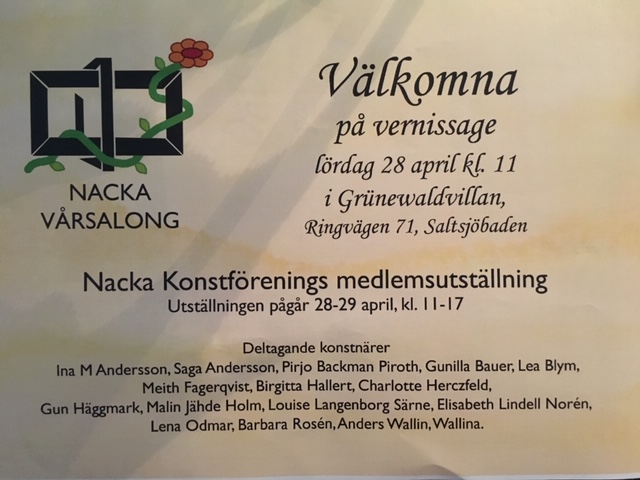 NACKA
VÅRSALONG
Välkomna
på vernissage
lördag 28 april kl. 11
i Grünewaldvillan,
Ringvägen 71, Saltsjöbaden
Nacka Konstförenings medlemsutställning
Utställningen pågår 28-29 april, kl. 11-17
Deltagande konstnärer
Ina M Andersson, Saga Andersson, Pirjo Backman Piroth, Gunilla Bauer, Lea Blym,
Meith Fagerqvist, Birgitta Hallert, Charlotte Herczfeld,
Gun Häggmark, Malin Jähde Holm, Louise Langenborg Särne, Elisabeth Lindell Norén,
Lena Odmar, Barbara Rosén, Anders Wallin, Wallina.